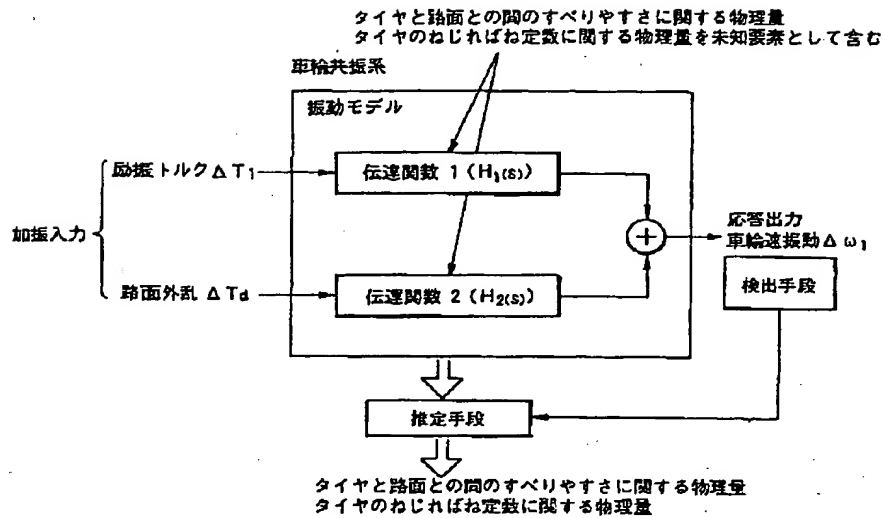 タイヤと路面との間のすべりやすさに関する物理量
タイヤのねじればね定数に関する物理量を未知要素として含む
車輪共振系
振動モデル
励振トルクΔT1
伝達関数 1 (H1(S))
加振入力
応答出力
車輪速振動Δω1
路面外乱ΔTd
伝達関数 2 (H2(S))
検出手段
推定手段
タイヤと路面との間のすべりやすさに関する物理量
タイヤのねじればね定数に関する物理量